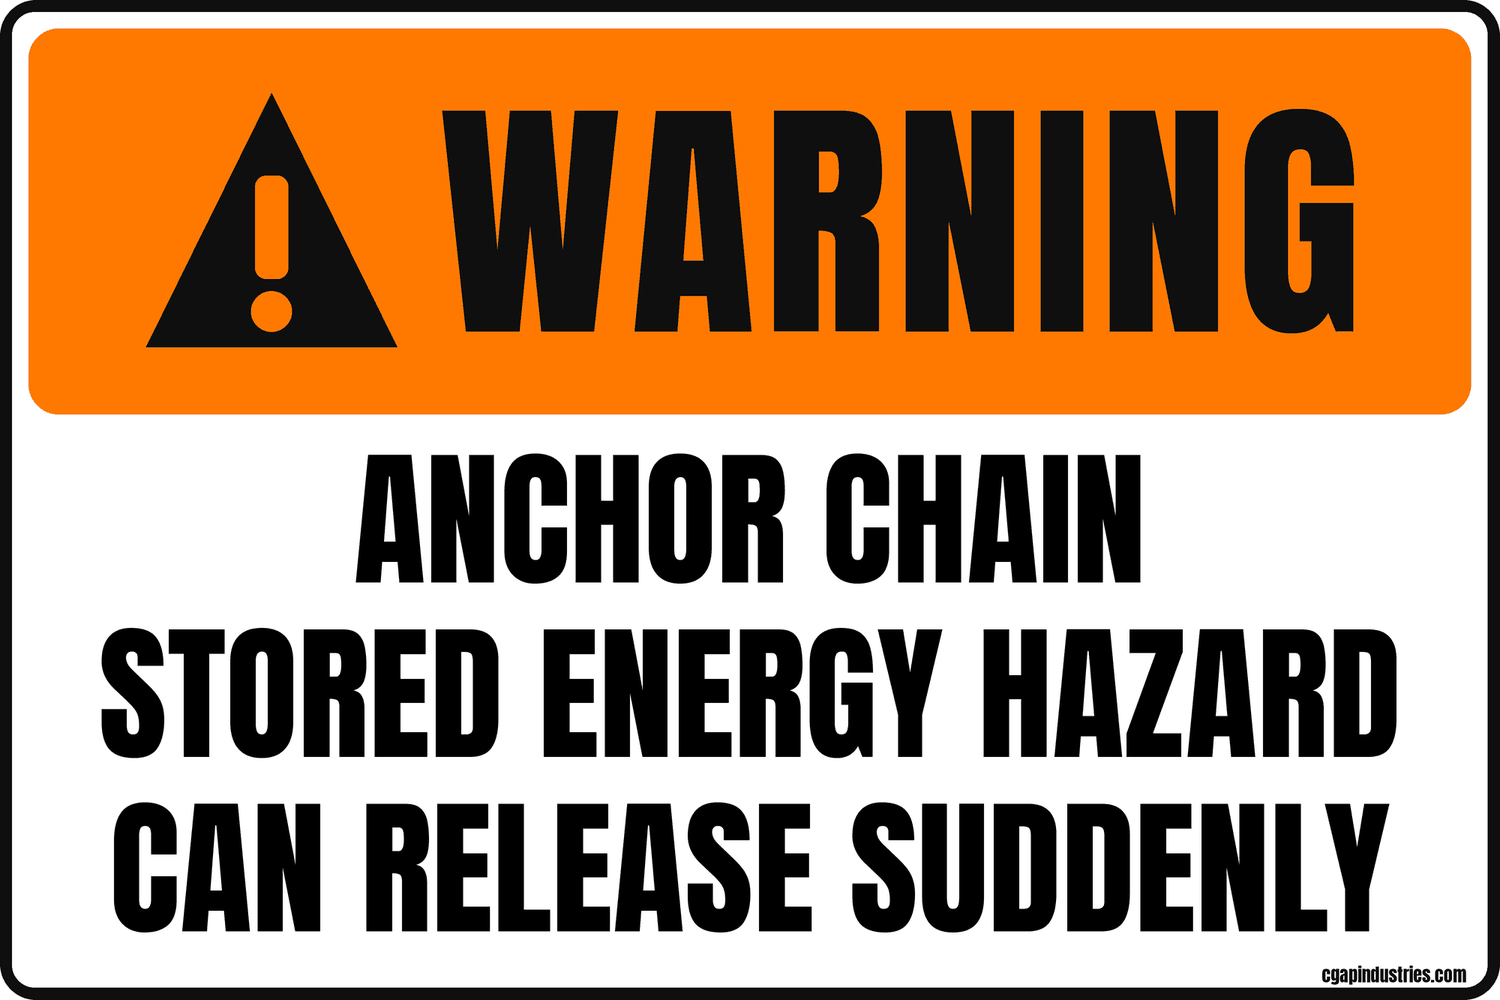 WARNING
ANCHOR CHAIN
STORED ENERGY HAZARD
CAN RELEASE SUDDENLY
cgapindustries.com